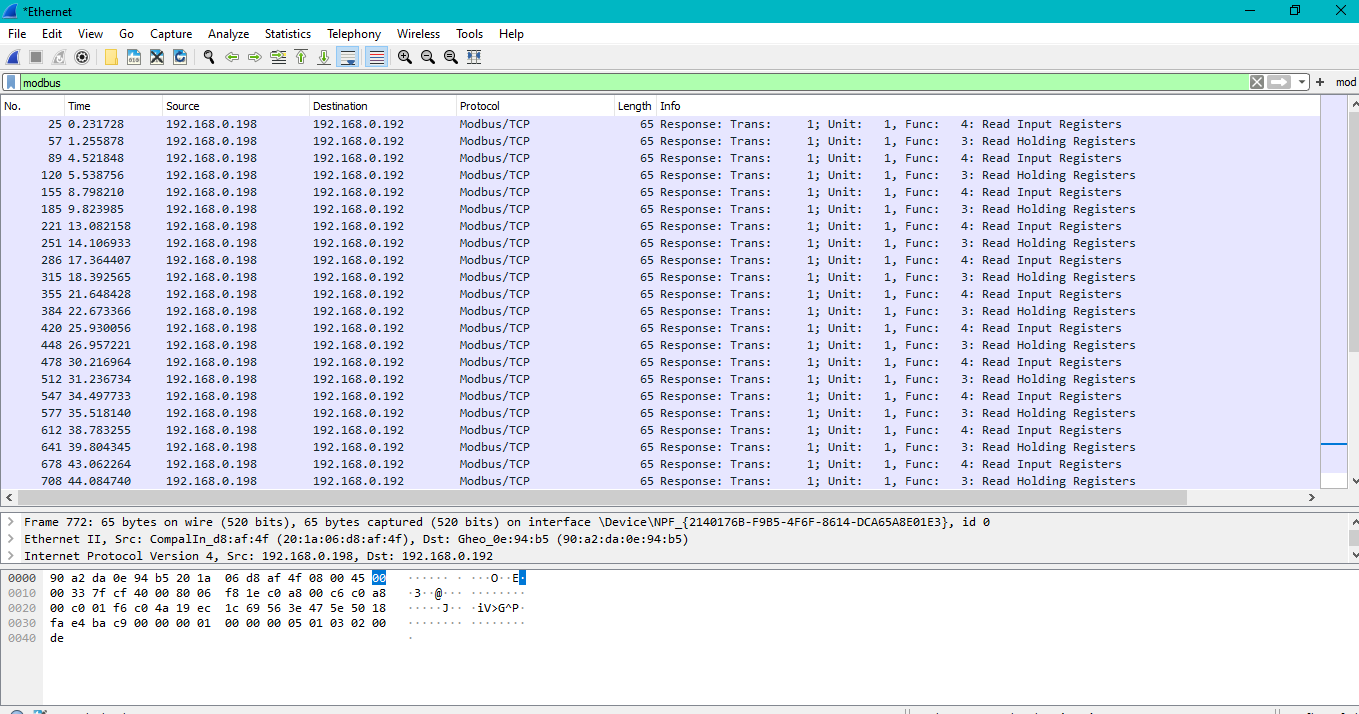 *Ethernet
File Edit View Go Capture Analyze Statistics Telephony Wireless Tools Help
modbus + mod
No. Time Source Destination Protocol Length Info
25 0.231728 192.168.0.198 192.168.0.192 Modbus/TCP 65 Response: Trans: 1; Unit: 1, Func: 4: Read Input Registers
57 1.255878 192.168.0.198 192.168.0.192 Modbus/TCP 65 Response: Trans: 1; Unit: 1, Func: 3: Read Holding Registers
89 4.521848 192.168.0.198 192.168.0.192 Modbus/TCP 65 Response: Trans: 1; Unit: 1, Func: 4: Read Input Registers
120 5.538756 192.168.0.198 192.168.0.192 Modbus/TCP 65 Response: Trans: 1; Unit: 1, Func: 3: Read Holding Registers
155 8.798210 192.168.0.198 192.168.0.192 Modbus/TCP 65 Response: Trans: 1; Unit: 1, Func: 4: Read Input Registers
185 9.823985 192.168.0.198 192.168.0.192 Modbus/TCP 65 Response: Trans: 1; Unit: 1, Func: 3: Read Holding Registers
221 13.082158 192.168.0.198 192.168.0.192 Modbus/TCP 65 Response: Trans: 1; Unit: 1, Func: 4: Read Input Registers
251 14.106933 192.168.0.198 192.168.0.192 Modbus/TCP 65 Response: Trans: 1; Unit: 1, Func: 3: Read Holding Registers
286 17.364407 192.168.0.198 192.168.0.192 Modbus/TCP 65 Response: Trans: 1; Unit: 1, Func: 4: Read Input Registers
315 18.392565 192.168.0.198 192.168.0.192 Modbus/TCP 65 Response: Trans: 1; Unit: 1, Func: 3: Read Holding Registers
355 21.648428 192.168.0.198 192.168.0.192 Modbus/TCP 65 Response: Trans: 1; Unit: 1, Func: 4: Read Input Registers
384 22.673366 192.168.0.198 192.168.0.192 Modbus/TCP 65 Response: Trans: 1; Unit: 1, Func: 3: Read Holding Registers
420 25.930056 192.168.0.198 192.168.0.192 Modbus/TCP 65 Response: Trans: 1; Unit: 1, Func: 4: Read Input Registers
448 26.957221 192.168.0.198 192.168.0.192 Modbus/TCP 65 Response: Trans: 1; Unit: 1, Func: 3: Read Holding Registers
478 30.216964 192.168.0.198 192.168.0.192 Modbus/TCP 65 Response: Trans: 1; Unit: 1, Func: 4: Read Input Registers
512 31.236734 192.168.0.198 192.168.0.192 Modbus/TCP 65 Response: Trans: 1; Unit: 1, Func: 3: Read Holding Registers
547 34.497733 192.168.0.198 192.168.0.192 Modbus/TCP 65 Response: Trans: 1; Unit: 1, Func: 4: Read Input Registers
577 35.518140 192.168.0.198 192.168.0.192 Modbus/TCP 65 Response: Trans: 1; Unit: 1, Func: 3: Read Holding Registers
612 38.783255 192.168.0.198 192.168.0.192 Modbus/TCP 65 Response: Trans: 1; Unit: 1, Func: 4: Read Input Registers
641 39.804345 192.168.0.198 192.168.0.192 Modbus/TCP 65 Response: Trans: 1; Unit: 1, Func: 3: Read Holding Registers
678 43.062264 192.168.0.198 192.168.0.192 Modbus/TCP 65 Response: Trans: 1; Unit: 1, Func: 4: Read Input Registers
708 44.084740 192.168.0.198 192.168.0.192 Modbus/TCP 65 Response: Trans: 1; Unit: 1, Func: 3: Read Holding Registers
Frame 772: 65 bytes on wire (520 bits), 65 bytes captured (520 bits) on interface \Device\NPF_{2140176B-F9B5-4F6F-8614-DCA65A8E01E3}, id 0
Ethernet II, Src: CompalIn_d8:af:4f (20:1a:06:d8:af:4f), Dst: Gheo_0e:94:b5 (90:a2:da:0e:94:b5)
Internet Protocol Version 4, Src: 192.168.0.198, Dst: 192.168.0.192
0000 90 a2 da 0e 94 b5 20 1a 06 d8 af 4f 08 00 45 00 ······ · ···O··E·
0010 00 33 7f cf 40 00 80 06 f8 1e c0 a8 00 c6 c0 a8 ·3··@··· ········
0020 00 c0 01 f6 c0 4a 19 ec 1c 69 56 3e 47 5e 50 18 ·····J·· ·iV>G^P·
0030 fa e4 ba c9 00 00 00 01 00 00 00 05 01 03 02 00 ········ ········
0040 de ·